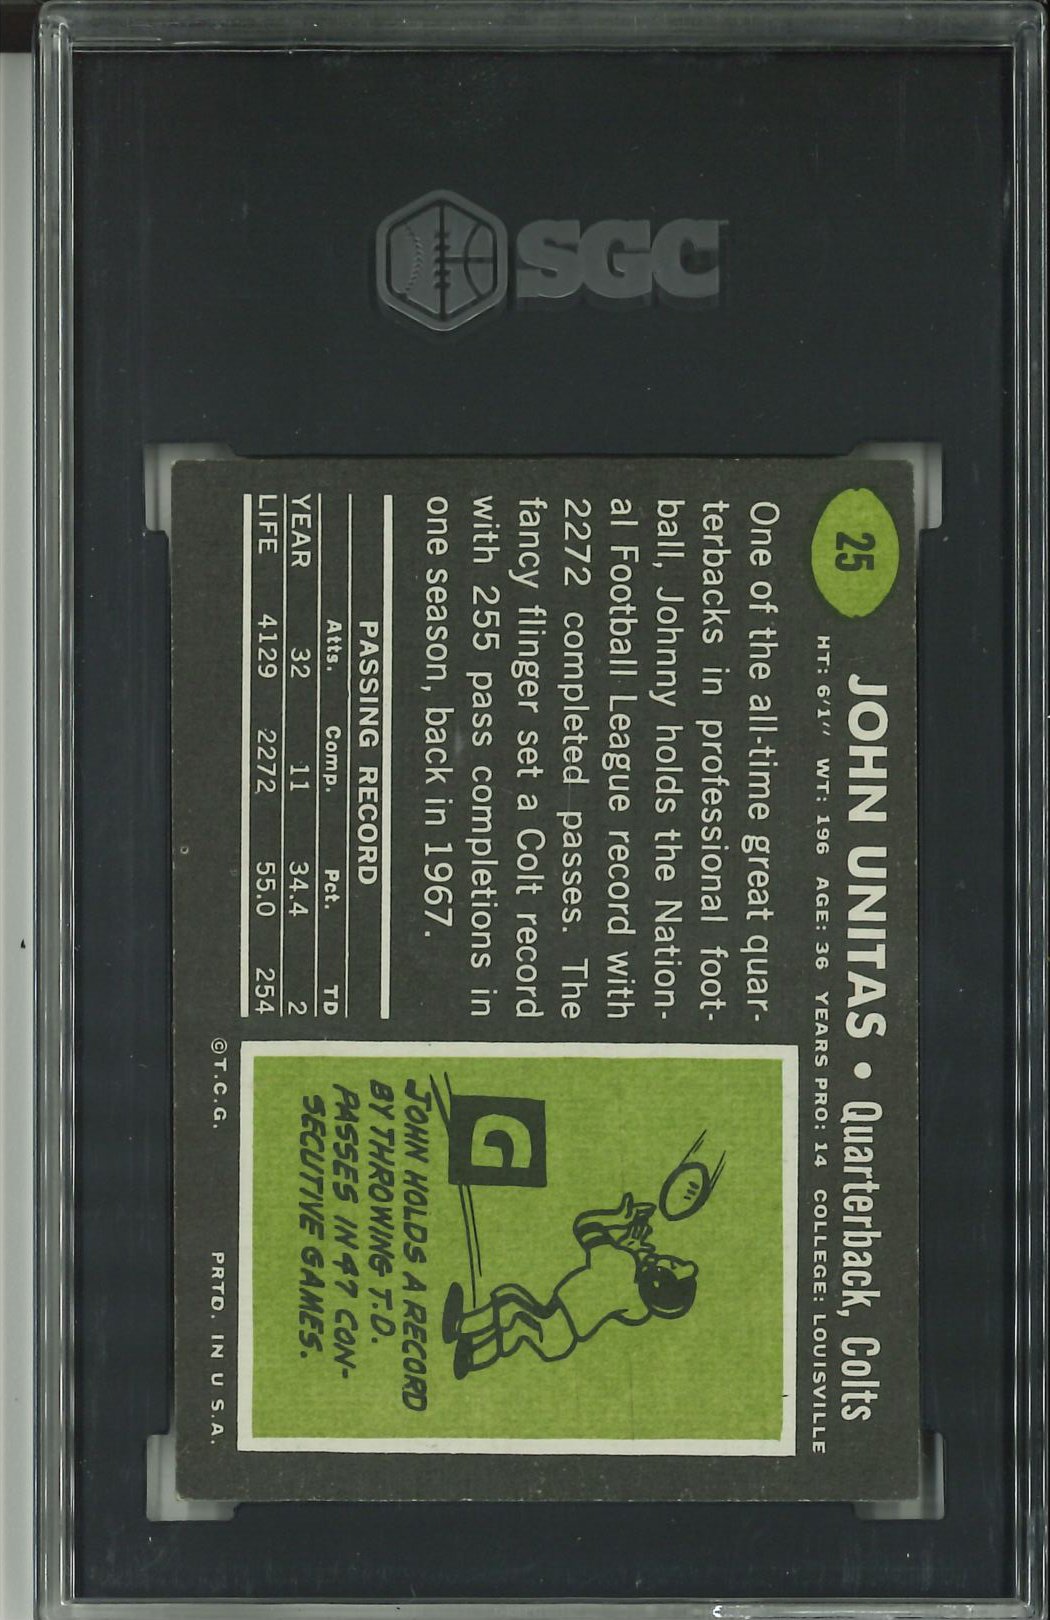 SGC
25
JOHN UNITAS • Quarterback, Colts
HT: 6'1" WT: 196 AGE: 36 YEARS PRO: 14 COLLEGE: LOUISVILLE
One of the all-time great quar-
terbacks in professional foot-
ball, Johnny holds the Nation-
al Football League record with
2272 completed passes. The
fancy flinger set a Colt record
with 255 pass completions in
one season, back in 1967.
PASSING RECORD
Atts. Comp. Pct. TD
YEAR 32 11 34.4 2
LIFE 4129 2272 55.0 254
G
JOHN HOLDS A RECORD
BY THROWING T.D.
PASSES IN 47 CON-
SECUTIVE GAMES.
©T.C.G. PRTD. IN U.S.A.